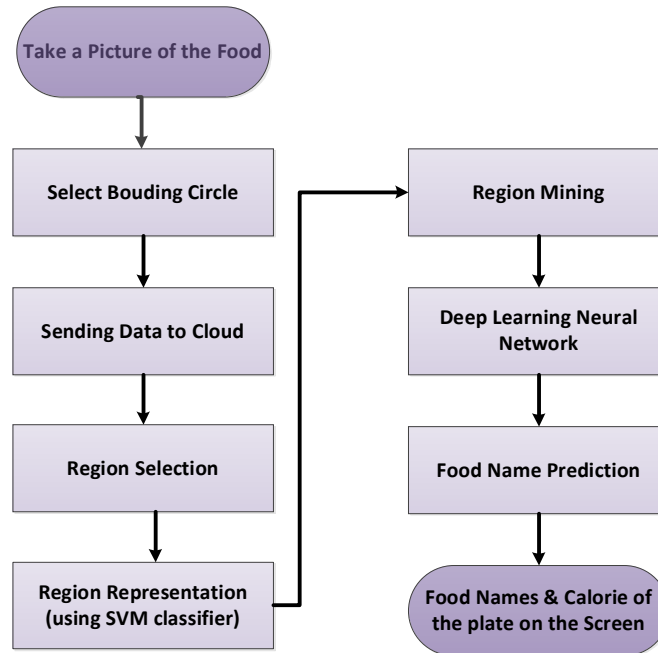 Take a Picture of the Food
Select Bouding Circle
Sending Data to Cloud
Region Selection
Region Representation
(using SVM classifier)
Region Mining
Deep Learning Neural
Network
Food Name Prediction
Food Names & Calorie of
the plate on the Screen